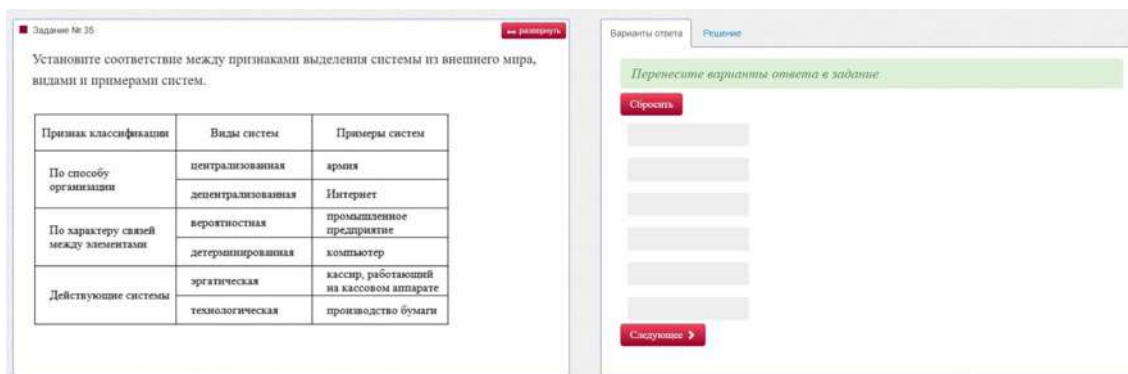 Задание № 35
развернуть
Установите соответствие между признаками выделения системы из внешнего мира,
видами и примерами систем.
Признак классификации
Виды систем
Примеры систем
По способу
организации
централизованная
армия
децентрализованная
Интернет
По характеру связей
между элементами
вероятностная
промышленное
предприятие
детерминированная
компьютер
Действующие системы
эргатическая
кассир, работающий
на кассовом аппарате
технологическая
производство бумаги
Варианты ответа
Решение
Перенесите варианты ответа в задание
Сбросить
Следующее